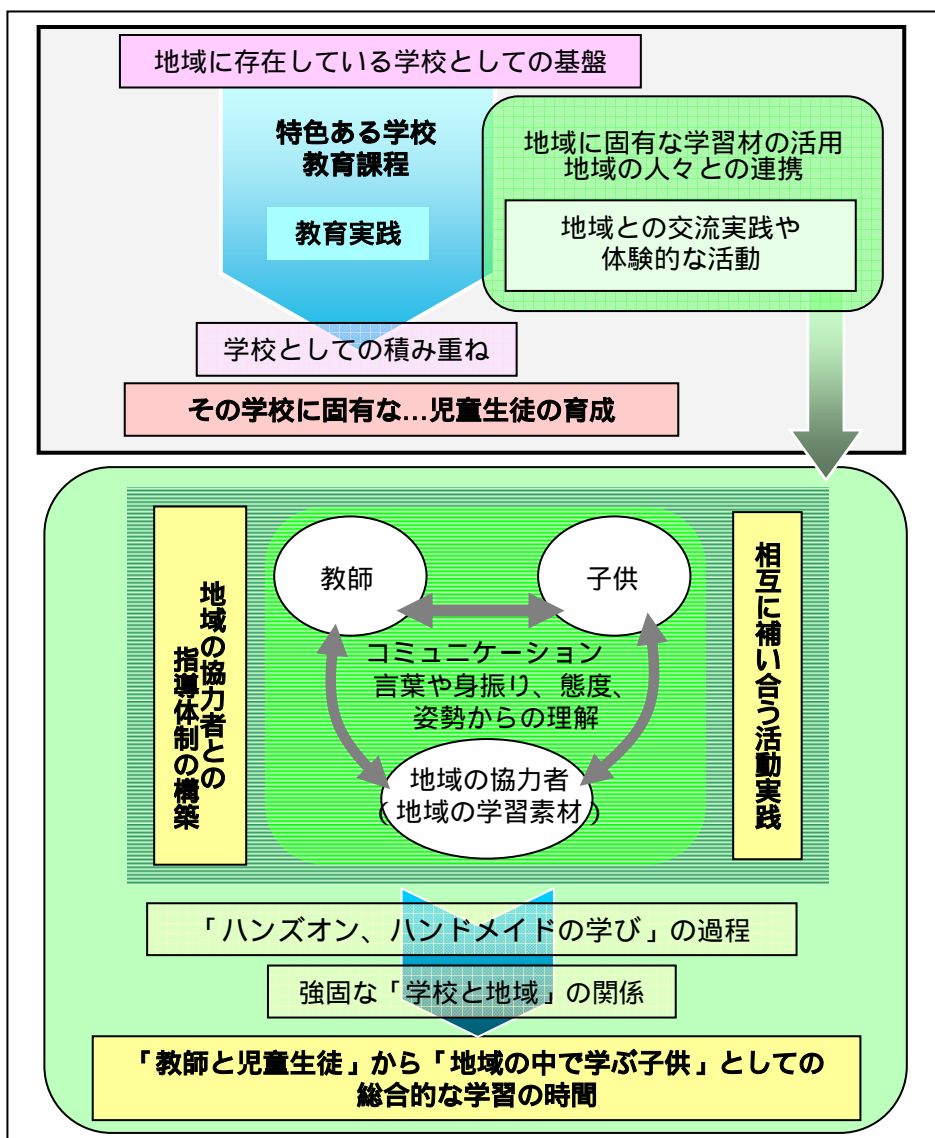 地域に存在している学校としての基盤
特色ある学校
教育課程
教育実践
地域に固有な学習材の活用
地域の人々との連携
地域との交流実践や
体験的な活動
学校としての積み重ね
その学校に固有な…児童生徒の育成
地域の協力者との
指導体制の構築
教師
子供
コミュニケーション
言葉や身振り、態度、
姿勢からの理解
地域の協力者
(地域の学習素材)
相互に補い合う活動実践
「ハンズオン、ハンドメイドの学び」の過程
強固な「学校と地域」の関係
「教師と児童生徒」から「地域の中で学ぶ子供」としての
総合的な学習の時間